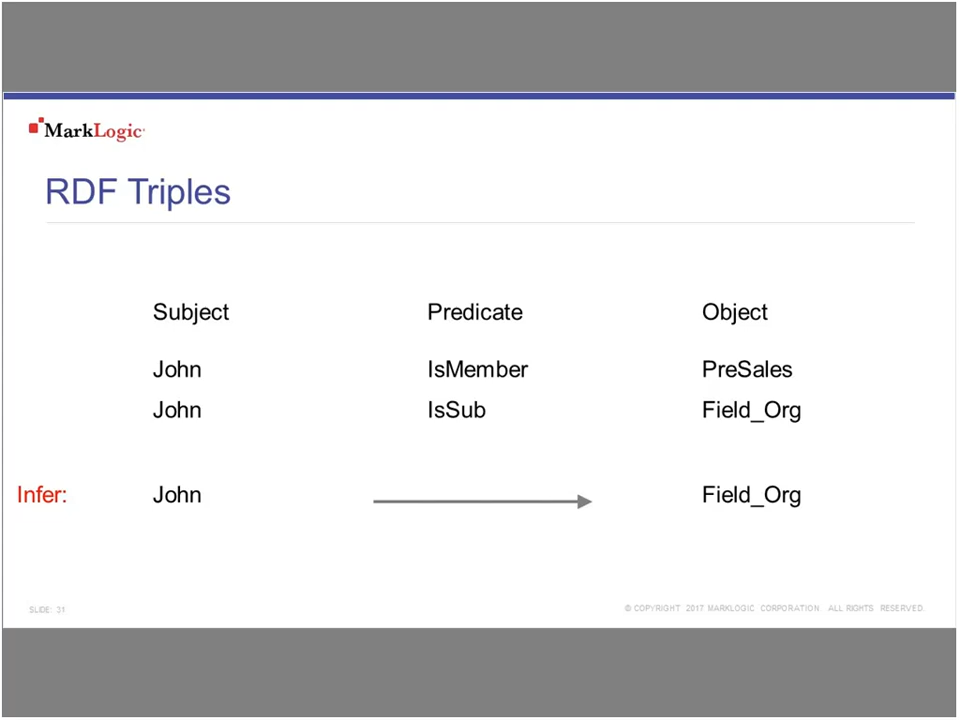 MarkLogic
RDF Triples
Subject Predicate Object
John IsMember PreSales
John IsSub Field_Org
Infer: John Field_Org
SLIDE: 31
© COPYRIGHT 2017 MARKLOGIC CORPORATION. ALL RIGHTS RESERVED.